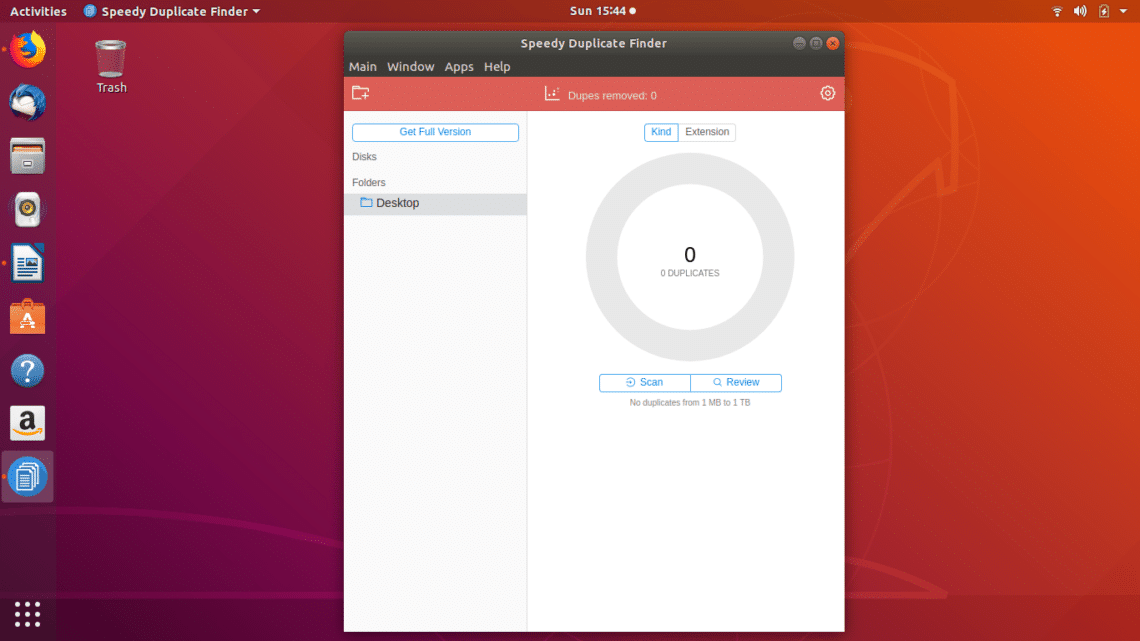 Activities Speedy Duplicate Finder Sun 15:44
Trash
Speedy Duplicate Finder
Main Window Apps Help
Dupes removed: 0
Get Full Version
Disks
Folders
Desktop
Kind Extension
0
0 DUPLICATES
Scan Review
No duplicates from 1 MB to 1 TB